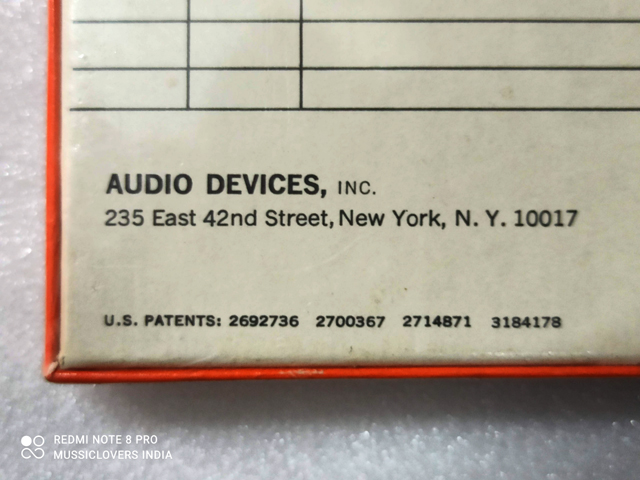 AUDIO DEVICES, INC.
235 East 42nd Street, New York, N. Y. 10017
U.S. PATENTS: 2692736 2700367 2714871 3184178
REDMI NOTE 8 PRO
MUSSICLOVERS INDIA